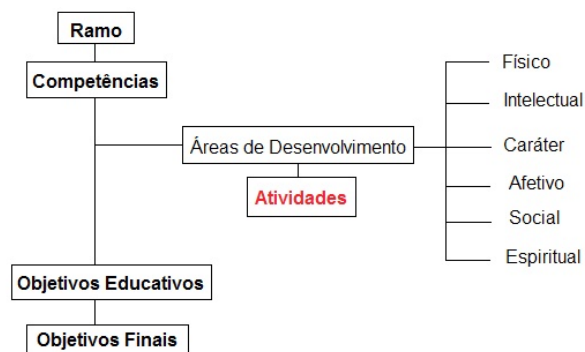 Ramo
Competências
Áreas de Desenvolvimento
Atividades
Físico
Intelectual
Caráter
Afetivo
Social
Espiritual
Objetivos Educativos
Objetivos Finais